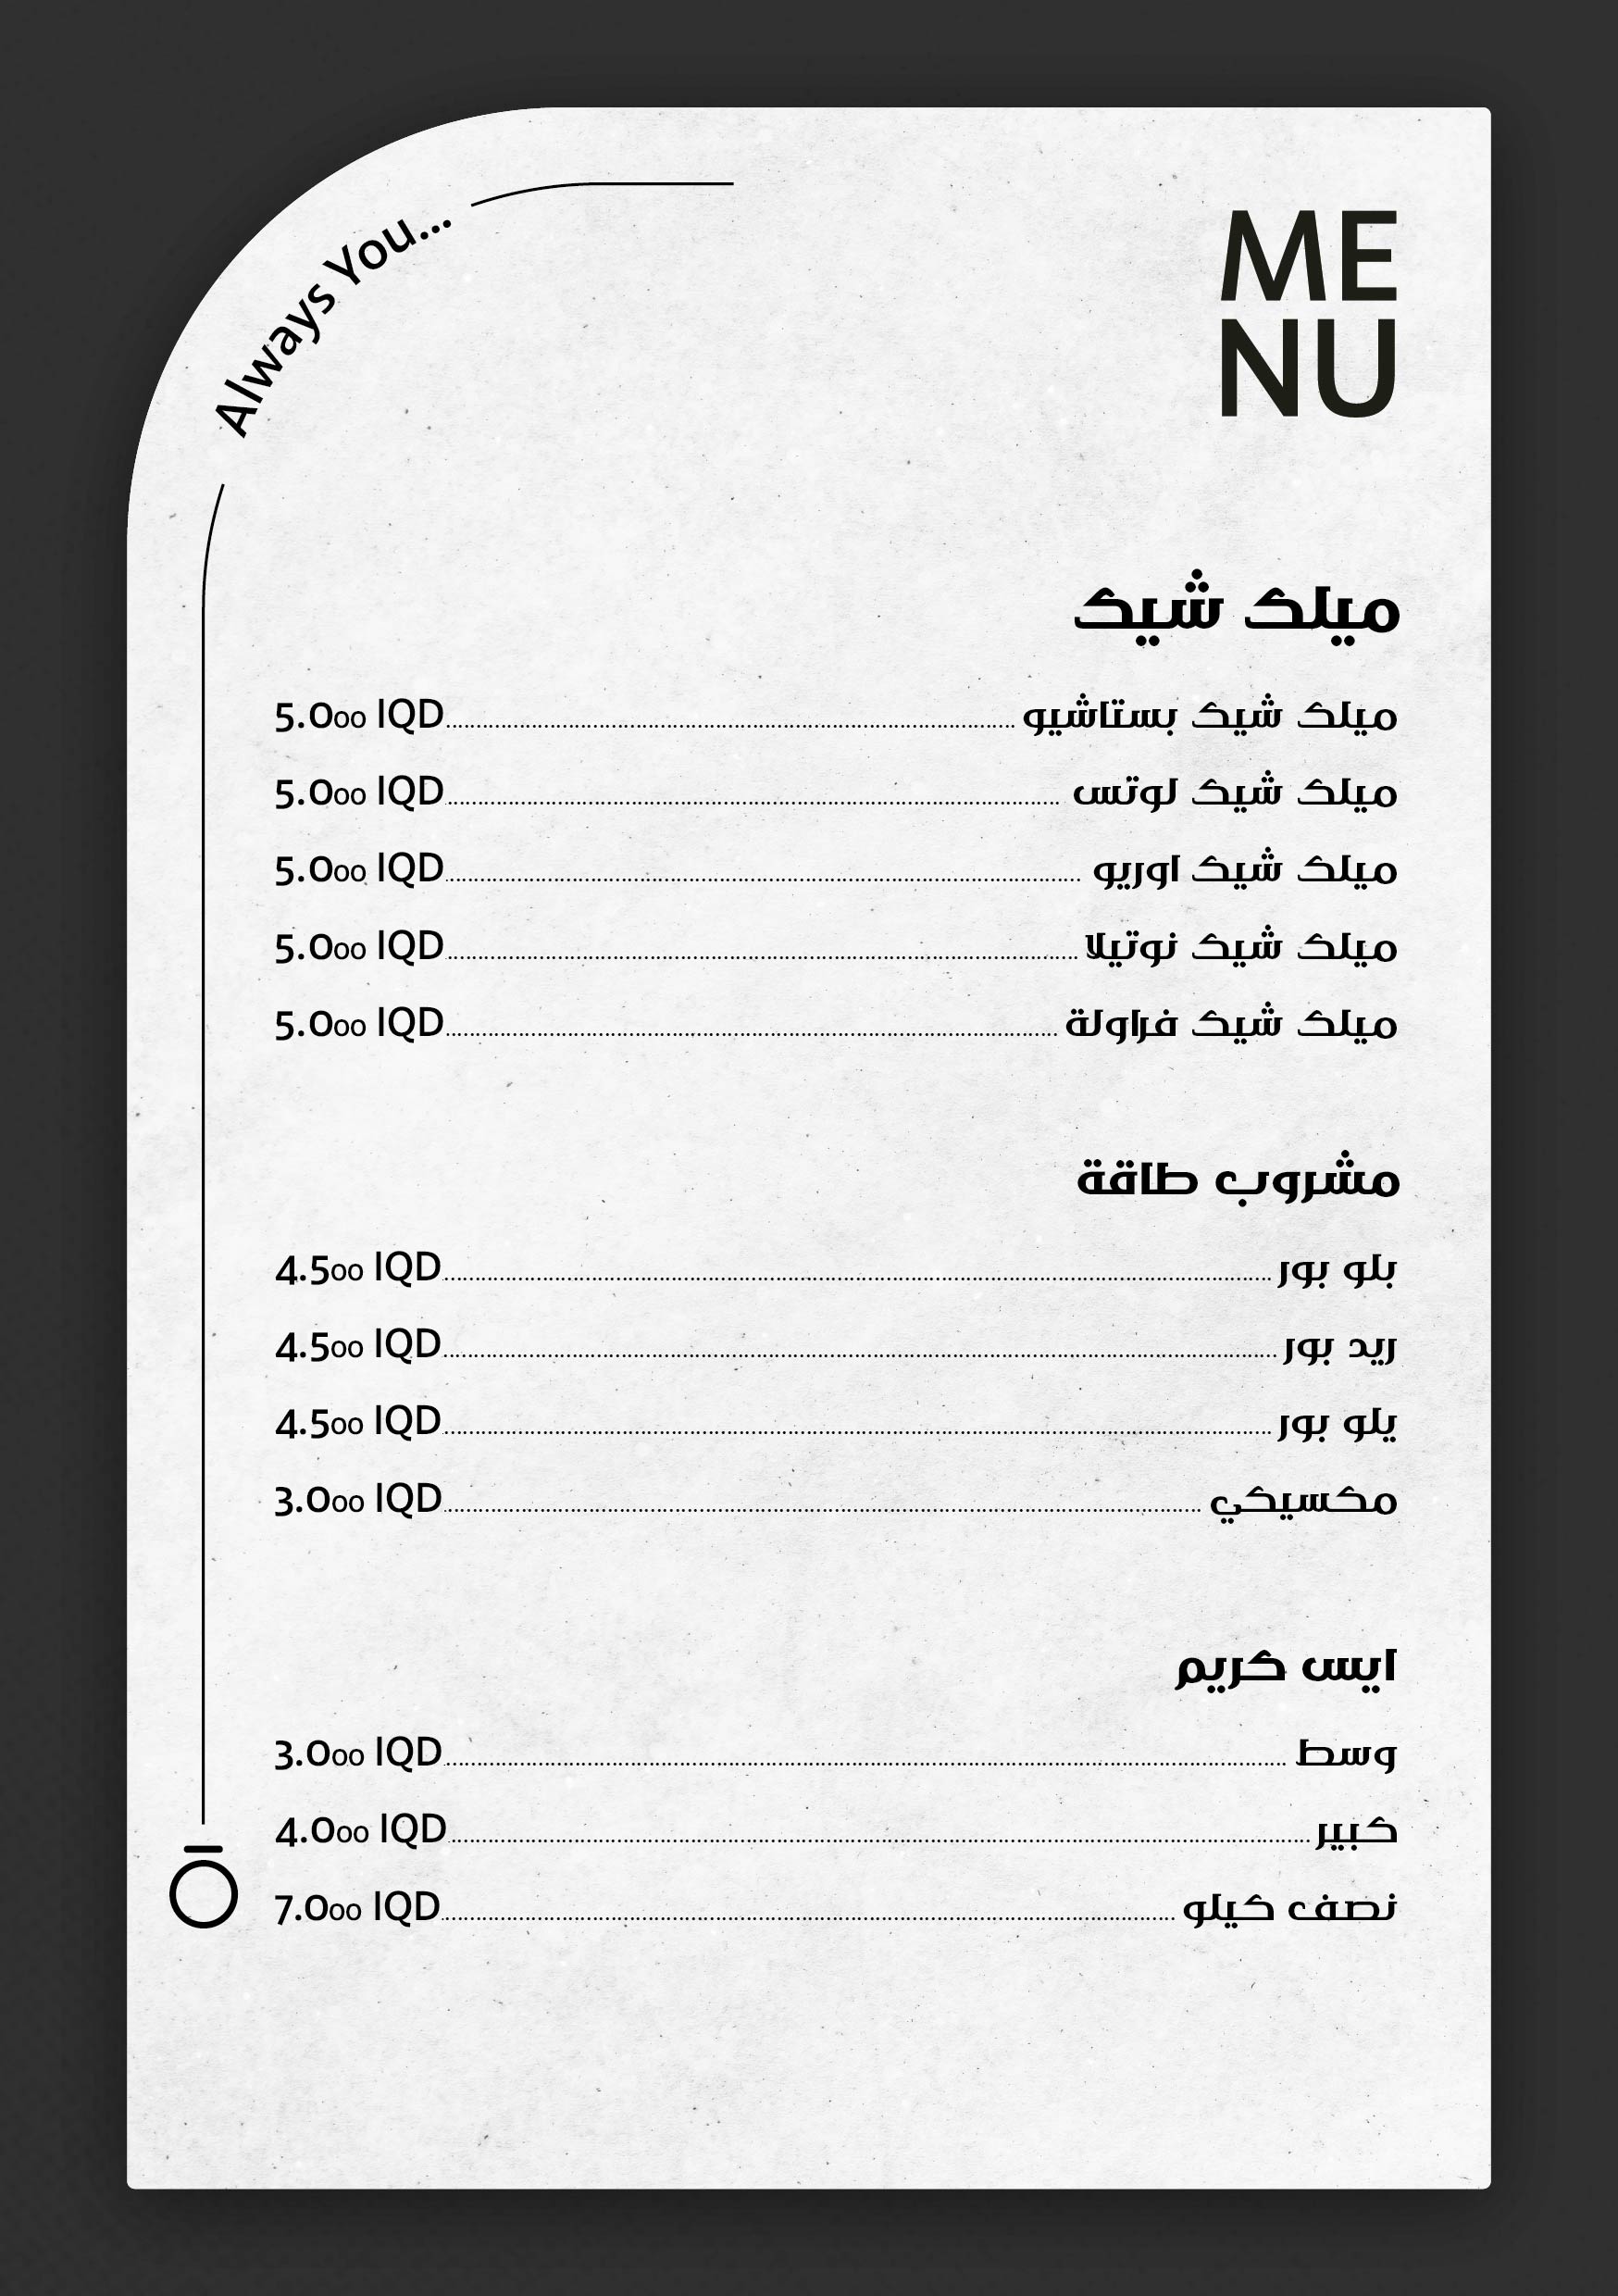 Always You...
ME
NU
ميلك شيك
ميلك شيك بستاشيو 5.000 IQD
ميلك شيك لوتس 5.000 IQD
ميلك شيك اوريو 5.000 IQD
ميلك شيك نوتيلا 5.000 IQD
ميلك شيك فراولة 5.000 IQD
مشروب طاقة
بلو بور 4.500 IQD
ريد بور 4.500 IQD
يلو بور 4.500 IQD
مكسيكي 3.000 IQD
ايس كريم
وسط 3.000 IQD
كبير 4.000 IQD
نصف كيلو 7.000 IQD
Ō